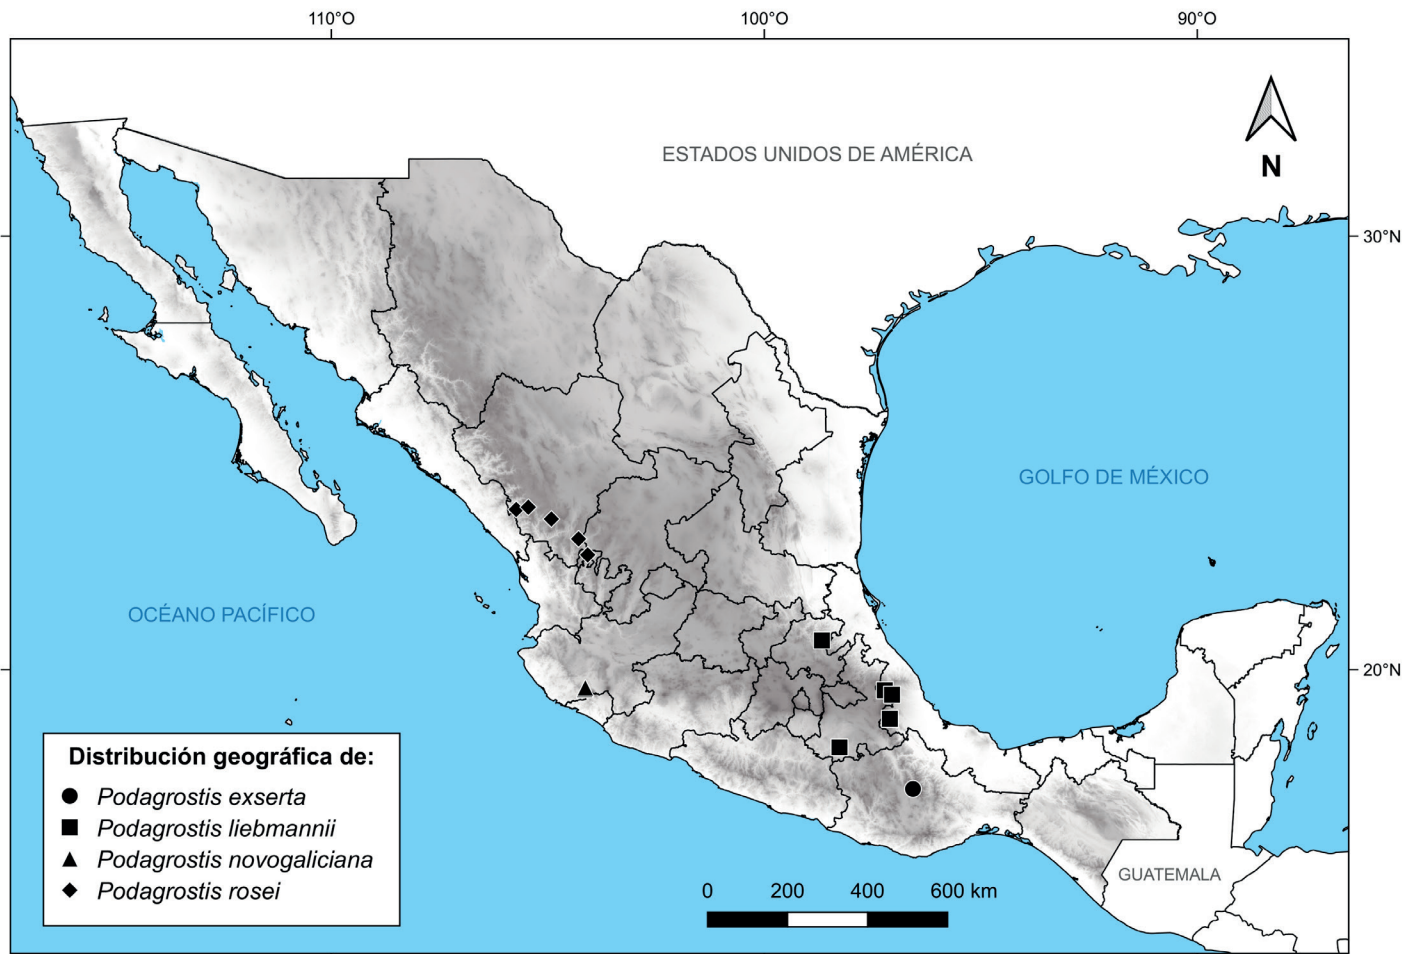 110°O
100°O
90°O
N
ESTADOS UNIDOS DE AMÉRICA
30°N
GOLFO DE MÉXICO
OCÉANO PACÍFICO
20°N
Distribución geográfica de:
Podagrostis exserta
Podagrostis liebmannii
Podagrostis novogaliciana
Podagrostis rosei
GUATEMALA
0 200 400 600 km